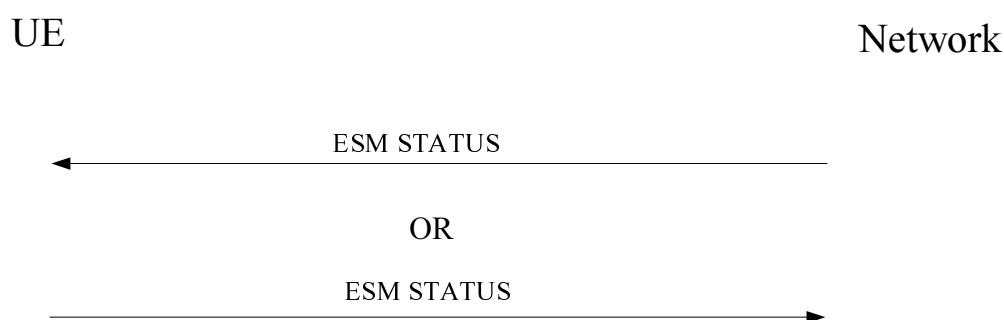 UE
Network
ESM STATUS
OR
ESM STATUS